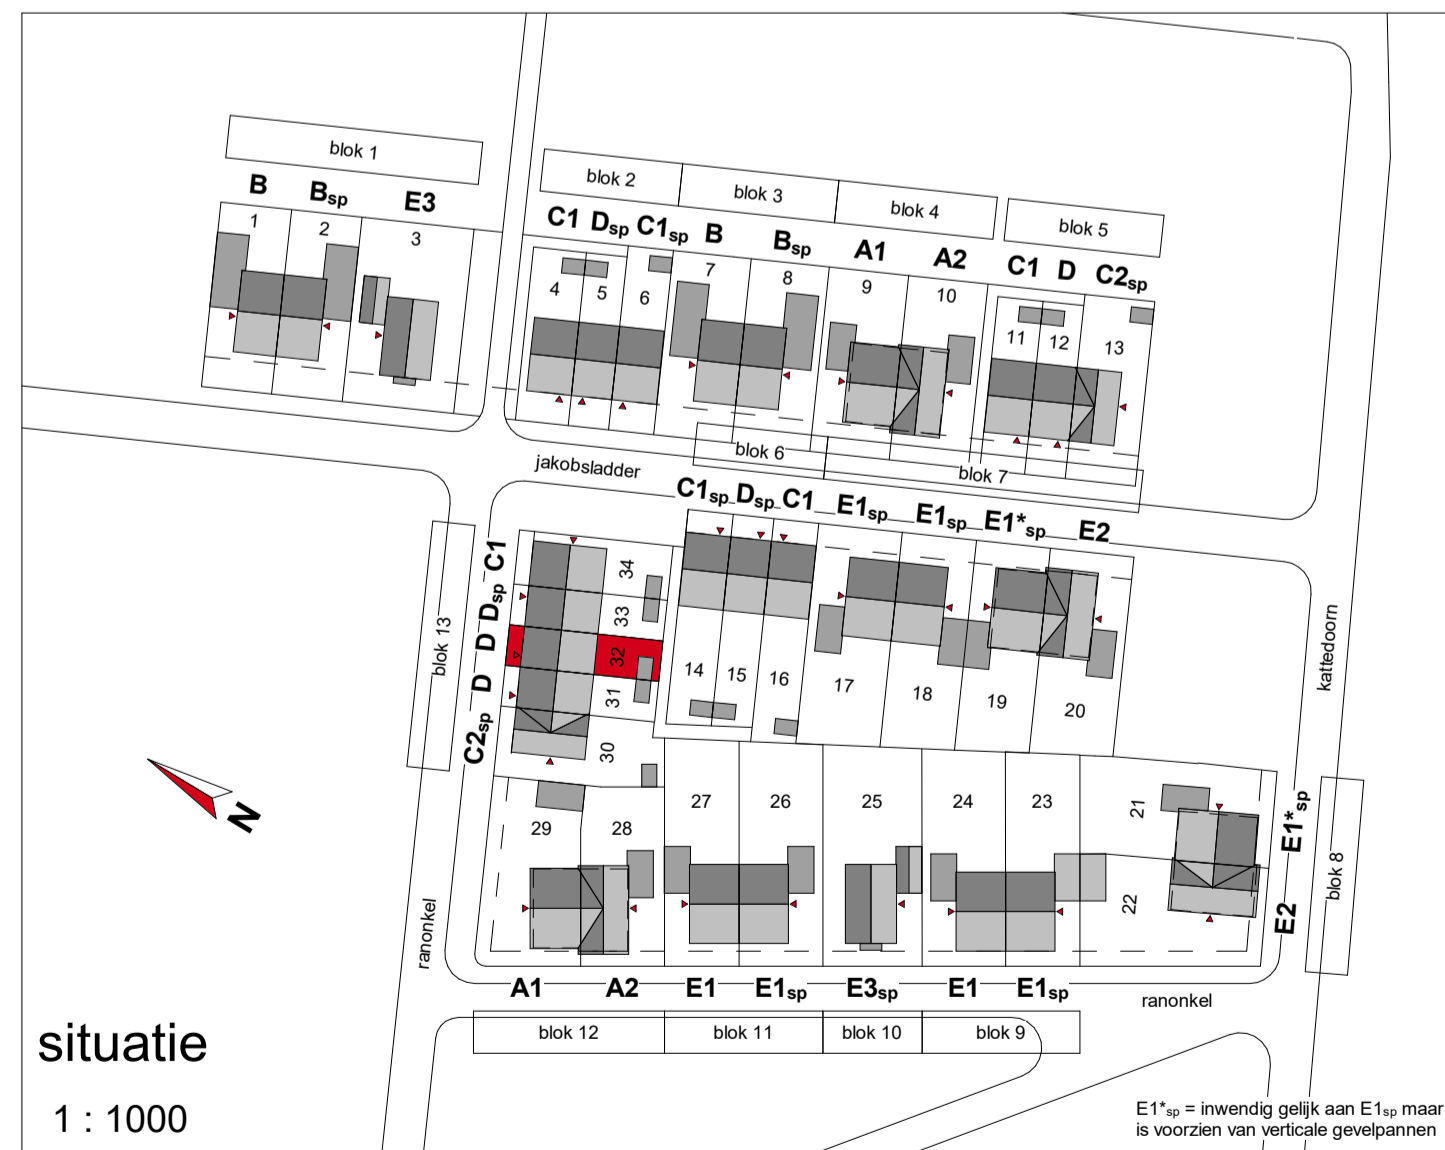 blok 1
B Bsp E3
1 2 3
blok 2 blok 3 blok 4 blok 5
C1 Dsp C1sp B Bsp A1 A2 C1 D C2sp
4 5 6 7 8 9 10 11 12 13
jakobsladder
blok 6 blok 7
C1sp Dsp C1 E1sp E1sp E1*sp E2
14 15 16 17 18 19 20
blok 13
C2sp D D Dsp C1
34
33
32
31
30
kattedoorn
N
29 28 27 26 25 24 23
21
22
E1*sp
E2
blok 8
ranonkel
A1 A2 E1 E1sp E3sp E1 E1sp
ranonkel
blok 12 blok 11 blok 10 blok 9
situatie
1 : 1000
E1*sp = inwendig gelijk aan E1sp maar
is voorzien van verticale gevelpannen